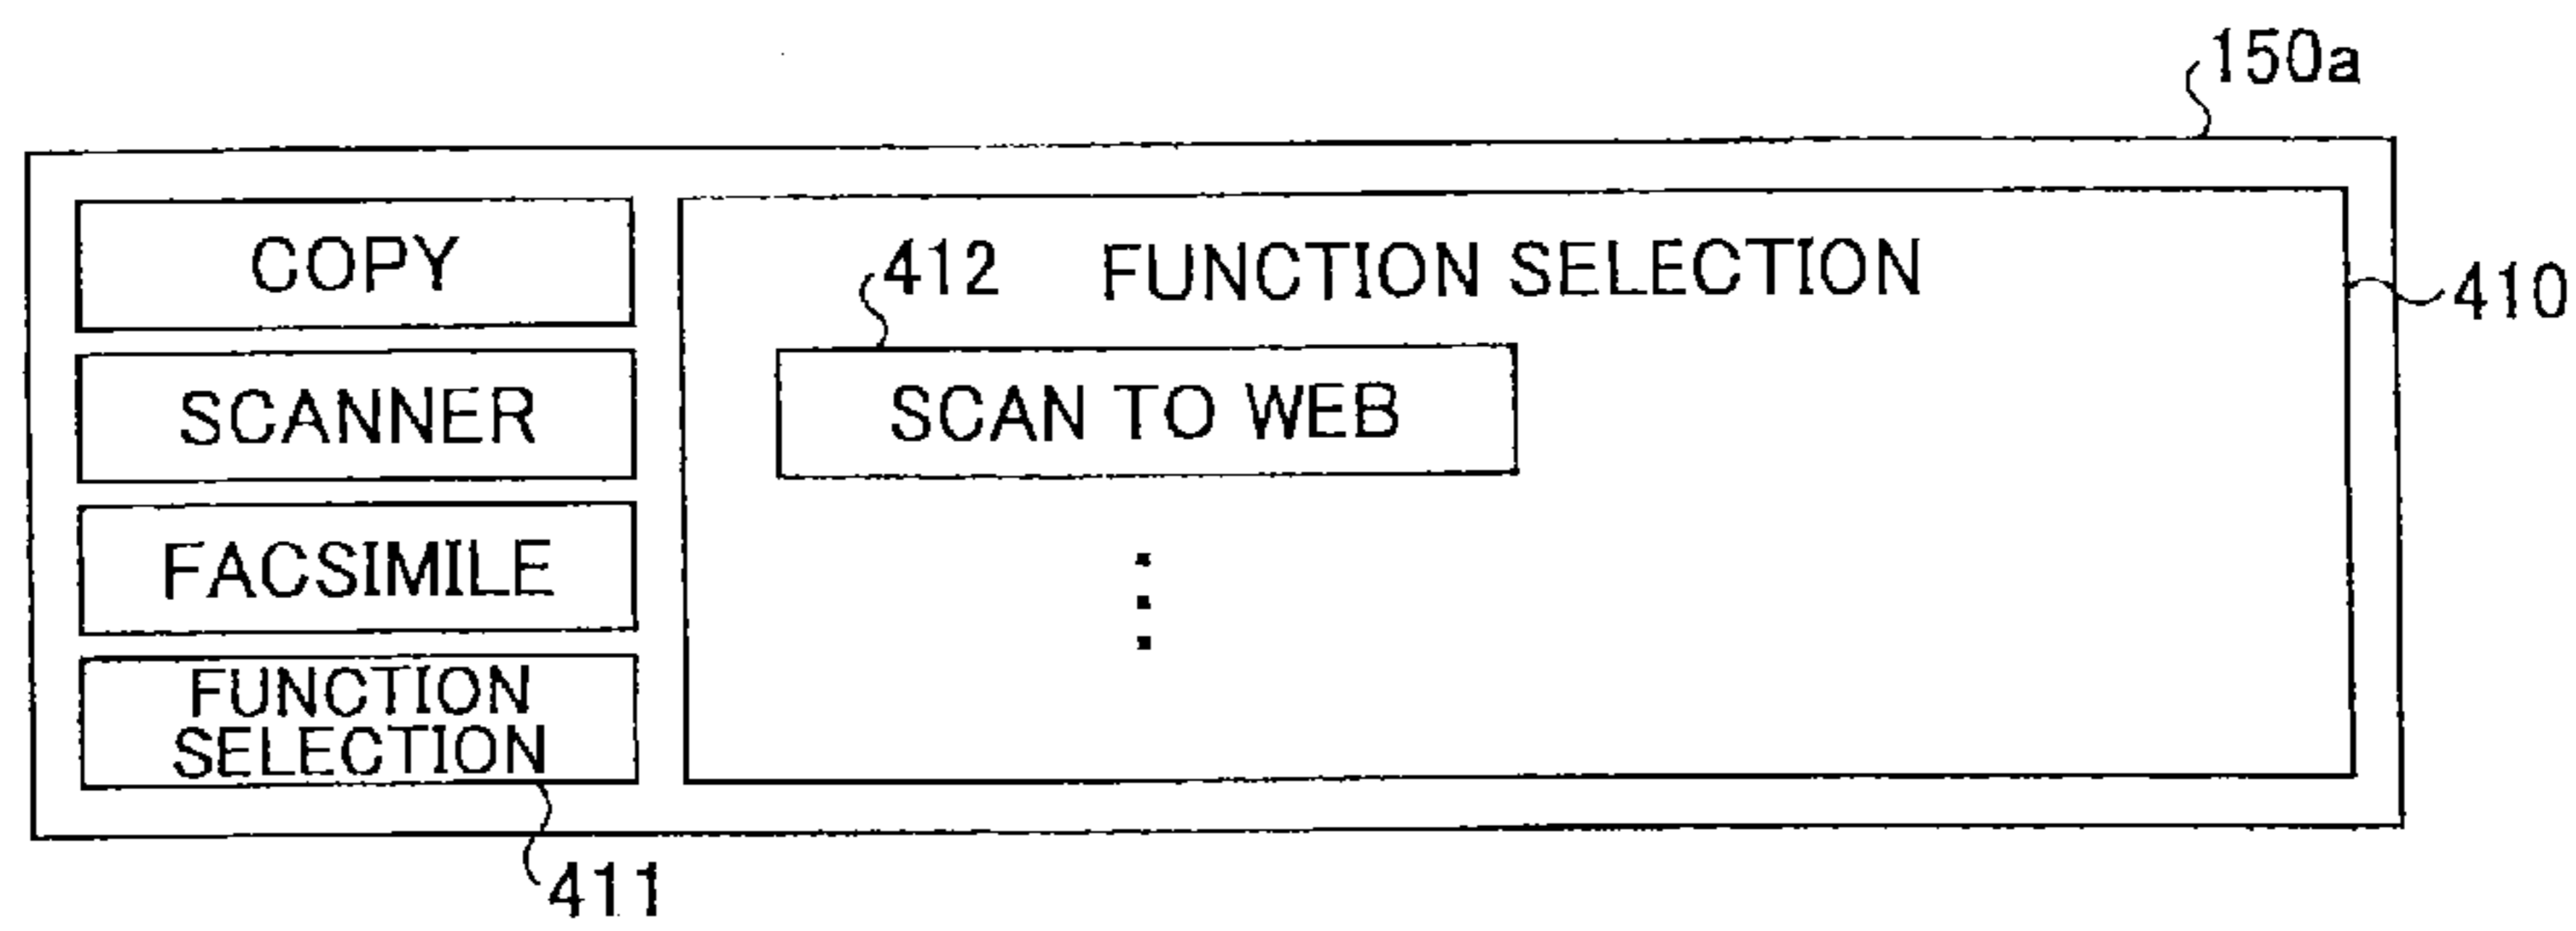 150a
COPY
SCANNER
FACSIMILE
FUNCTION
SELECTION
411
412
FUNCTION SELECTION
410
SCAN TO WEB